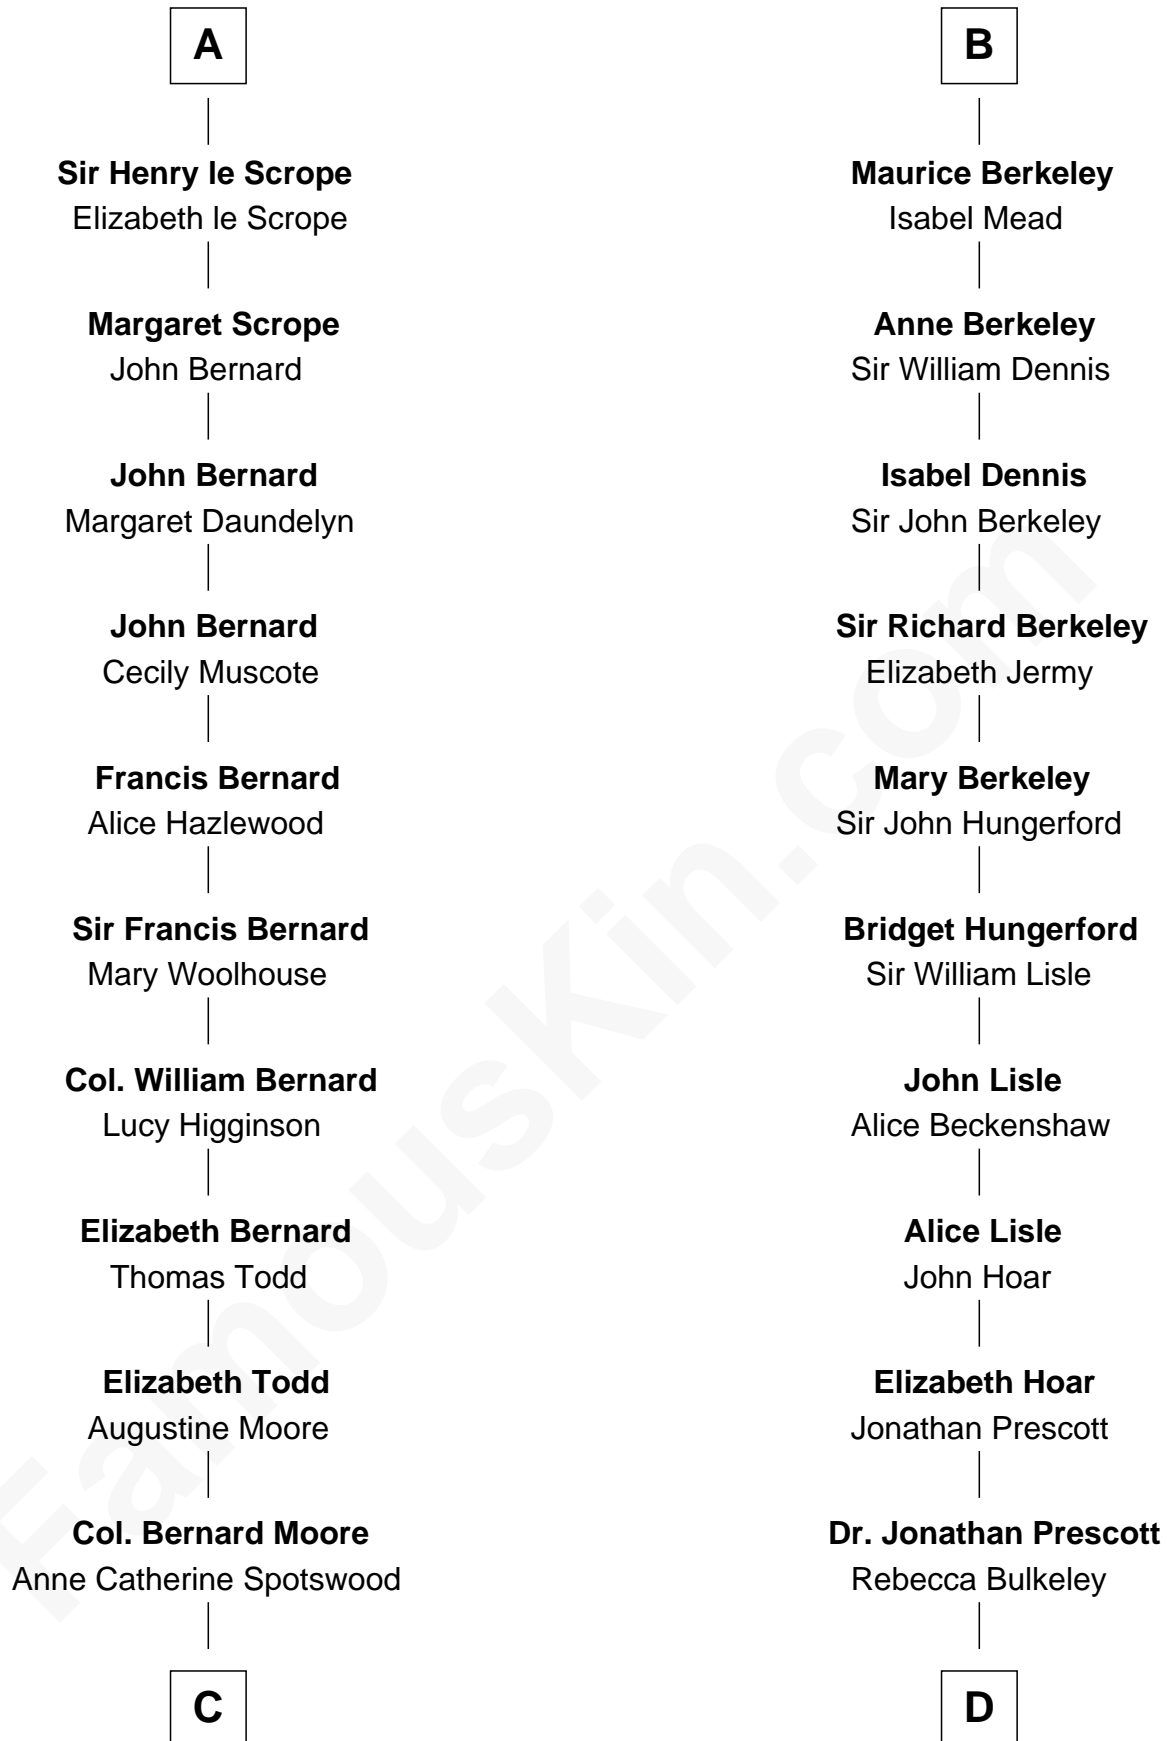 A
Sir Henry le Scrope
Elizabeth le Scrope
Margaret Scrope
John Bernard
John Bernard
Margaret Daundelyn
John Bernard
Cecily Muscote
Francis Bernard
Alice Hazlewood
Sir Francis Bernard
Mary Woolhouse
Col. William Bernard
Lucy Higginson
Elizabeth Bernard
Thomas Todd
Elizabeth Todd
Augustine Moore
Col. Bernard Moore
Anne Catherine Spotswood
C
B
Maurice Berkeley
Isabel Mead
Anne Berkeley
Sir William Dennis
Isabel Dennis
Sir John Berkeley
Sir Richard Berkeley
Elizabeth Jermy
Mary Berkeley
Sir John Hungerford
Bridget Hungerford
Sir William Lisle
John Lisle
Alice Beckenshaw
Alice Lisle
John Hoar
Elizabeth Hoar
Jonathan Prescott
Dr. Jonathan Prescott
Rebecca Bulkeley
D
FamousKin.com